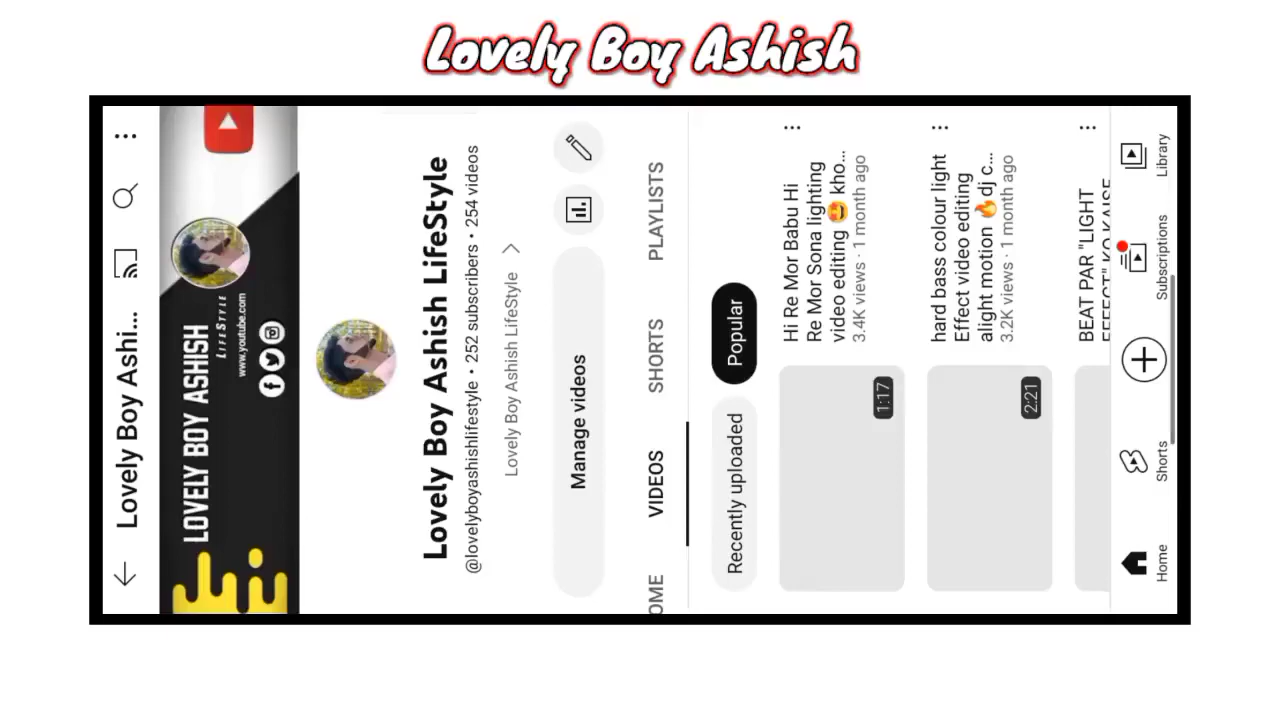 Lovely Boy Ashish
Lovely Boy Ashi...
LOVELY BOY ASHISH
LIFESTYLE
www.youtube.com
Lovely Boy Ashish LifeStyle
@lovelyboyashishlifestyle • 252 subscribers • 254 videos
Lovely Boy Ashish LifeStyle
Manage videos
OME
VIDEOS
SHORTS
PLAYLISTS
Recently uploaded
Popular
1:17
Hi Re Mor Babu Hi
Re Mor Sona lighting
video editing 🤩 kho...
3.4K views · 1 month ago
2:21
hard bass colour light
Effect video editing
alight motion 🔥 dj c...
3.2K views · 1 month ago
BEAT PAR "LIGHT
EFFECT" KO KAISE
Home
Shorts
Subscriptions
Library